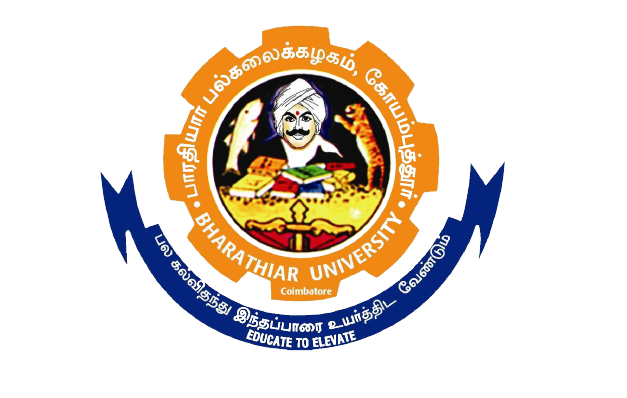 பாரதியார் பல்கலைக்கழகம், கோயம்புத்தூர்
BHARATHIAR UNIVERSITY
Coimbatore
பல கல்விதந்து இந்தப்பாரை உயர்த்திட வேண்டும்
EDUCATE TO ELEVATE